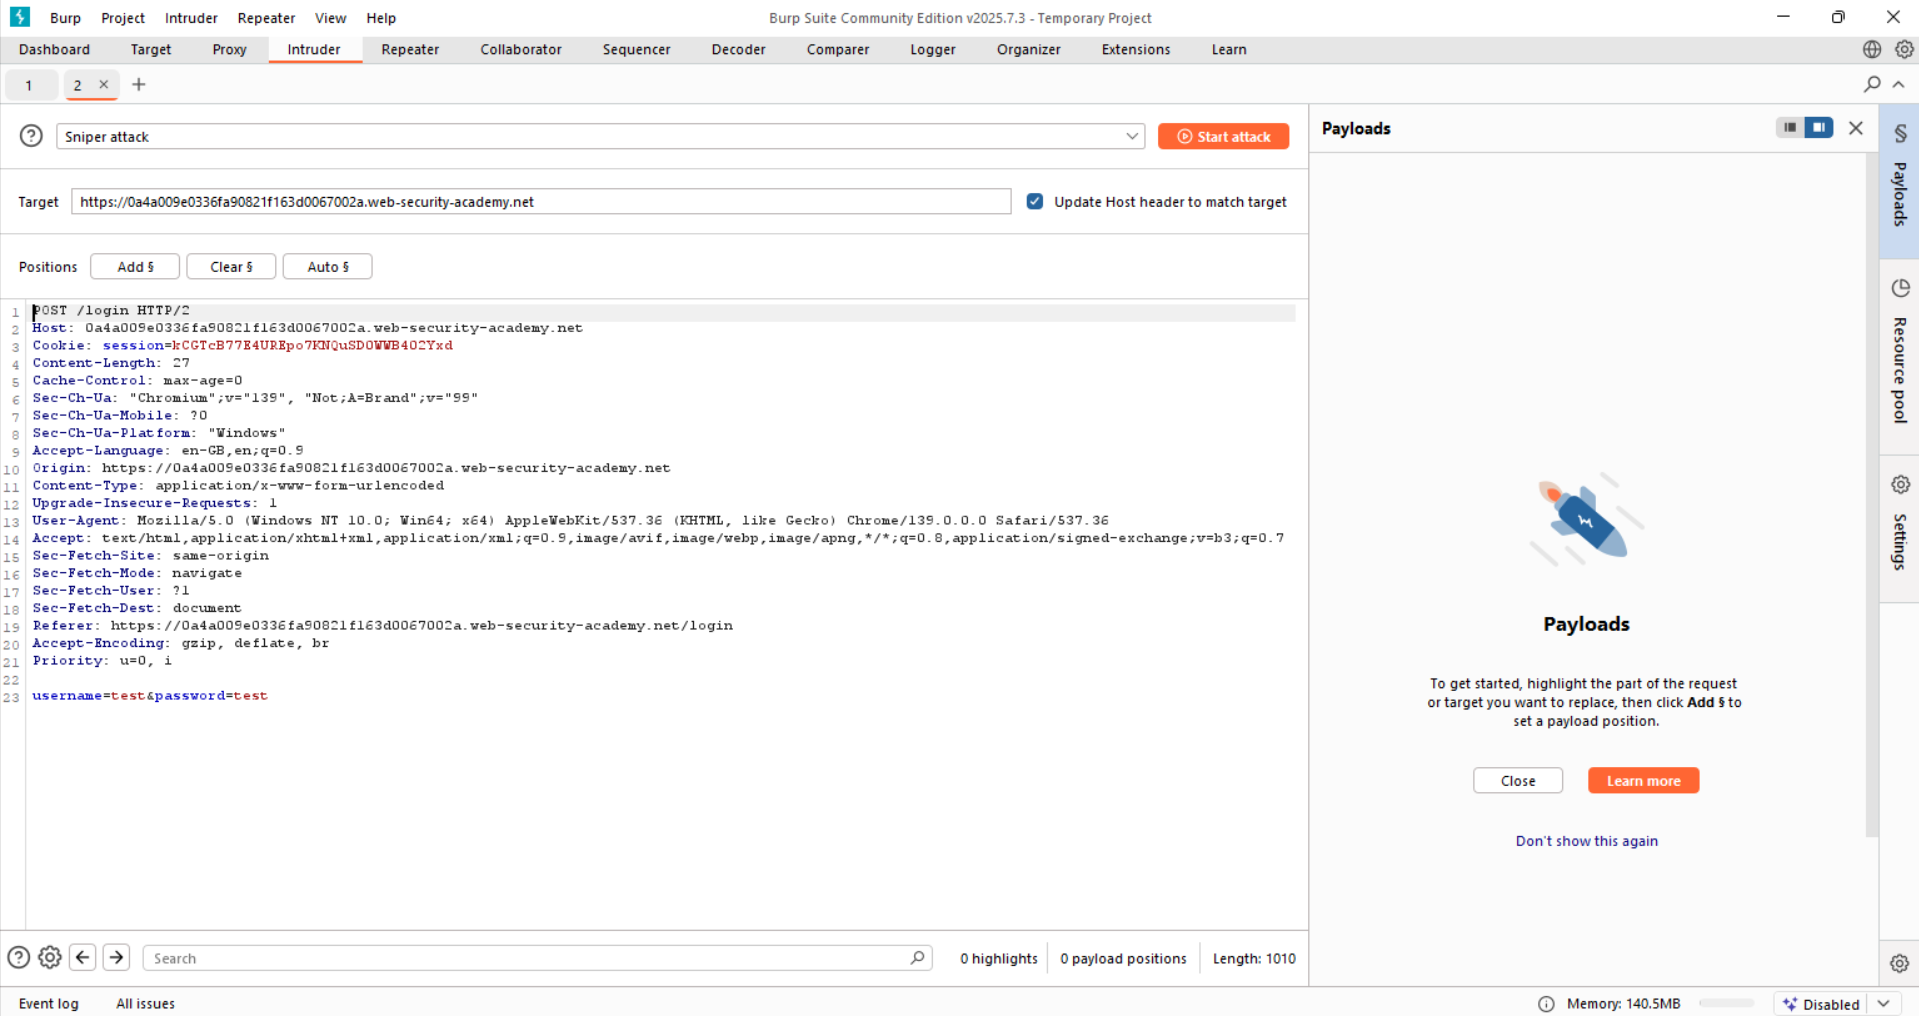 Burp Project Intruder Repeater View Help
Burp Suite Community Edition v2025.7.3 - Temporary Project
Dashboard Target Proxy Intruder Repeater Collaborator Sequencer Decoder Comparer Logger Organizer Extensions Learn
1 2 × +
Sniper attack
Start attack
Target https://0a4a009e0336fa90821f163d0067002a.web-security-academy.net
Update Host header to match target
Positions Add § Clear § Auto §
1 POST /login HTTP/2
2 Host: 0a4a009e0336fa90821f163d0067002a.web-security-academy.net
3 Cookie: session=kCGTcB77E4UREpo7KNQuSD0WWB402Yxd
4 Content-Length: 27
5 Cache-Control: max-age=0
6 Sec-Ch-Ua: "Chromium";v="139", "Not;A=Brand";v="99"
7 Sec-Ch-Ua-Mobile: ?0
8 Sec-Ch-Ua-Platform: "Windows"
9 Accept-Language: en-GB,en;q=0.9
10 Origin: https://0a4a009e0336fa90821f163d0067002a.web-security-academy.net
11 Content-Type: application/x-www-form-urlencoded
12 Upgrade-Insecure-Requests: 1
13 User-Agent: Mozilla/5.0 (Windows NT 10.0; Win64; x64) AppleWebKit/537.36 (KHTML, like Gecko) Chrome/139.0.0.0 Safari/537.36
14 Accept: text/html,application/xhtml+xml,application/xml;q=0.9,image/avif,image/webp,image/apng,*/*;q=0.8,application/signed-exchange;v=b3;q=0.7
15 Sec-Fetch-Site: same-origin
16 Sec-Fetch-Mode: navigate
17 Sec-Fetch-User: ?1
18 Sec-Fetch-Dest: document
19 Referer: https://0a4a009e0336fa90821f163d0067002a.web-security-academy.net/login
20 Accept-Encoding: gzip, deflate, br
21 Priority: u=0, i
22
23 username=test&password=test
Search
0 highlights
0 payload positions
Length: 1010
Payloads
Payloads
To get started, highlight the part of the request
or target you want to replace, then click Add § to
set a payload position.
Close
Learn more
Don't show this again
§ Payloads
Resource pool
Settings
Event log All issues
Memory: 140.5MB
Disabled